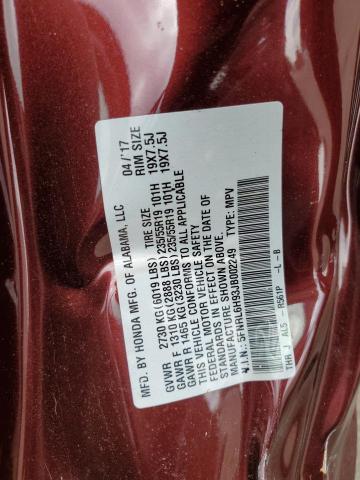 MFD. BY HONDA MFG. OF ALABAMA, LLC 04/'17
TIRE SIZE RIM SIZE
GVWR 2730 KG(6019 LBS)
GAWR F 1310 KG(2888 LBS)235/55R19 101H 19X7.5J
GAWR R 1465 KG(3230 LBS)235/55R19 101H 19X7.5J
THIS VEHICLE CONFORMS TO ALL APPLICABLE
FEDERAL MOTOR VEHICLE SAFETY
STANDARDS IN EFFECT ON THE DATE OF
MANUFACTURE SHOWN ABOVE.
V.I.N.: 5FNRL6H93JB002249 TYPE: MPV
THR J AL5 - R561P -L-B